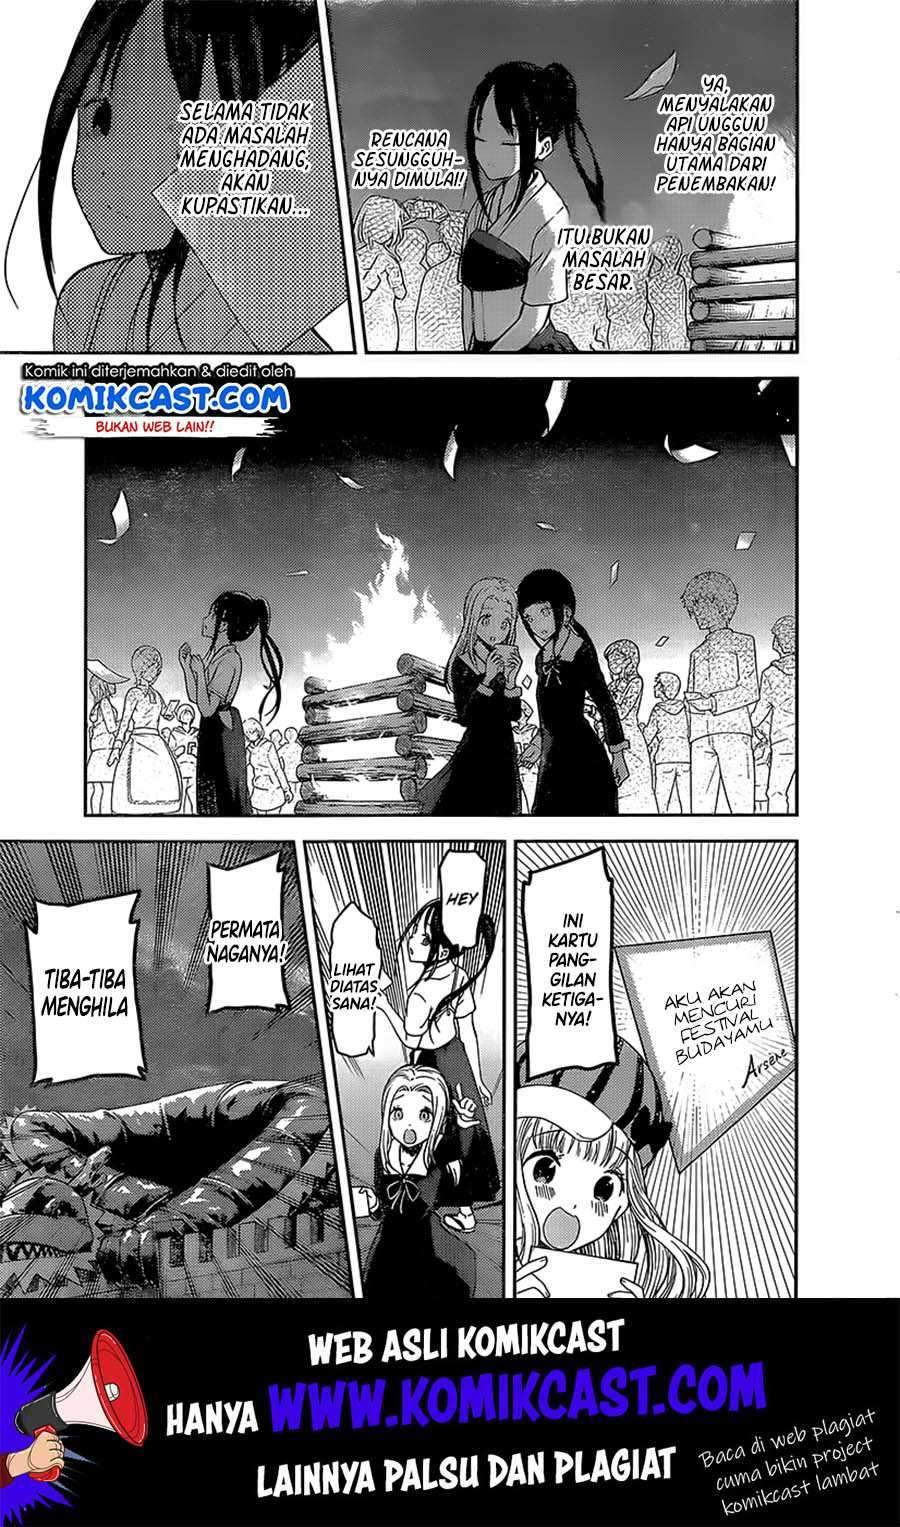 YA,
MENYALAKAN
API UNGGUN
HANYA BAGIAN
UTAMA DARI
PENEMBAKAN!
ITU BUKAN
MASALAH
BESAR.
RENCANA
SESUNGGUH-
NYA DIMULAI!
SELAMA TIDAK
ADA MASALAH
MENGHADANG,
AKAN
KUPASTIKAN...
Komik ini diterjemahkan & diedit oleh
KOMIKCAST.COM
BUKAN WEB LAIN!!
AKU AKAN
MENCURI
FESTIVAL
BUDAYAMU
Arsène
INI
KARTU
PANG-
GILAN
KETIGA-
NYA!
HEY
LIHAT
DIATAS
SANA!
PERMATA
NAGANYA!
TIBA-TIBA
MENGHILA
WEB ASLI KOMIKCAST
HANYA WWW.KOMIKCAST.COM
LAINNYA PALSU DAN PLAGIAT
Baca di web plagiat
cuma bikin project
komikcast lambat